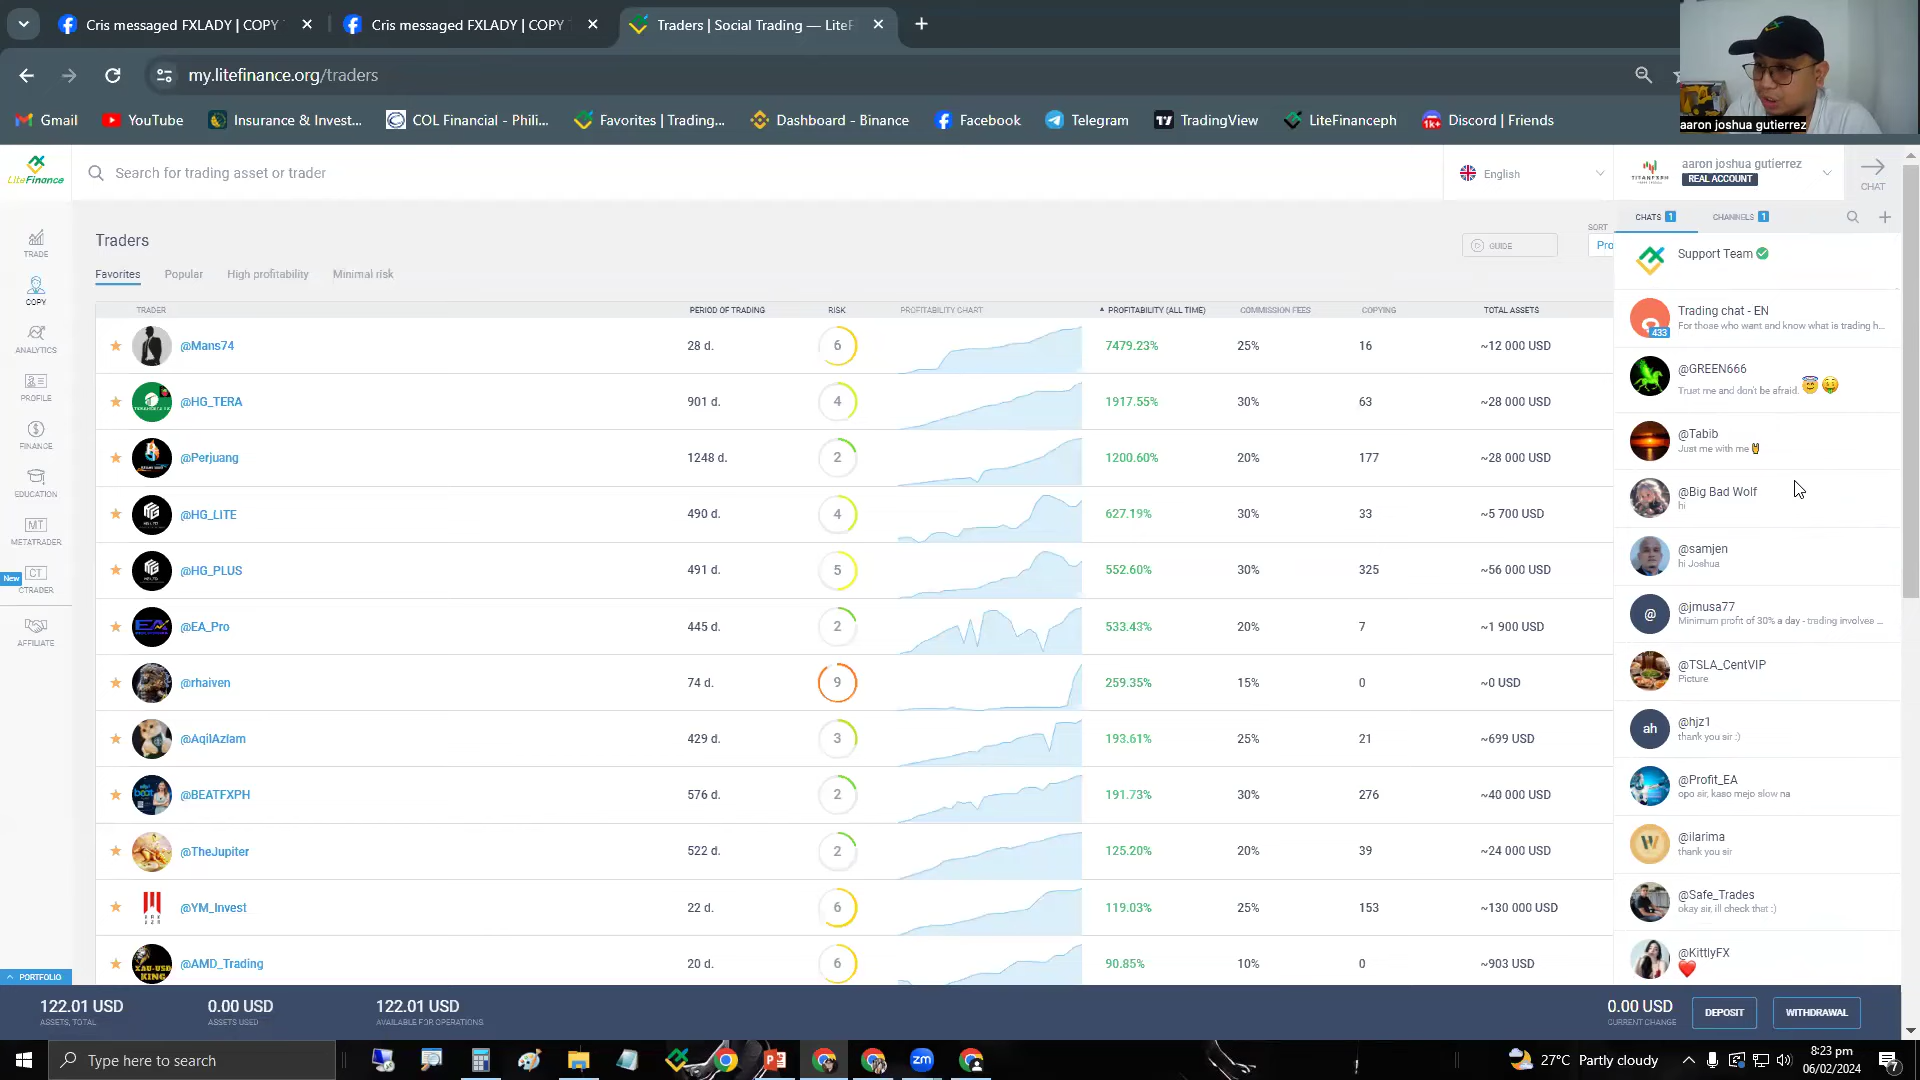 Cris messaged FXLADY | COPY
Cris messaged FXLADY | COPY
Traders | Social Trading — LiteF
my.litefinance.org/traders
Gmail
YouTube
Insurance & Invest...
COL Financial - Phili...
Favorites | Trading...
Dashboard - Binance
Facebook
Telegram
TradingView
LiteFinanceph
Discord | Friends
aaron joshua gutierrez
LiteFinance
Search for trading asset or trader
English
aaron joshua gutierrez
REAL ACCOUNT
CHAT
TRADE
COPY
ANALYTICS
PROFILE
FINANCE
EDUCATION
MT
METATRADER
New
CT
CTRADER
AFFILIATE
PORTFOLIO
Traders
GUIDE
SORT
Pro
Favorites Popular High profitability Minimal risk
TRADER PERIOD OF TRADING RISK PROFITABILITY CHART PROFITABILITY (ALL TIME) COMMISSION FEES COPYING TOTAL ASSETS
@Mans74 28 d. 6 7479.23% 25% 16 ~12 000 USD
@HG_TERA 901 d. 4 1917.55% 30% 63 ~28 000 USD
@Perjuang 1248 d. 2 1200.60% 20% 177 ~28 000 USD
@HG_LITE 490 d. 4 627.19% 30% 33 ~5 700 USD
@HG_PLUS 491 d. 5 552.60% 30% 325 ~56 000 USD
@EA_Pro 445 d. 2 533.43% 20% 7 ~1 900 USD
@rhaiven 74 d. 9 259.35% 15% 0 ~0 USD
@AqilAzlam 429 d. 3 193.61% 25% 21 ~699 USD
@BEATFXPH 576 d. 2 191.73% 30% 276 ~40 000 USD
@TheJupiter 522 d. 2 125.20% 20% 39 ~24 000 USD
@YM_Invest 22 d. 6 119.03% 25% 153 ~130 000 USD
@AMD_Trading 20 d. 6 90.85% 10% 0 ~903 USD
CHATS 1 CHANNELS 1
Support Team
Trading chat - EN
433
For those who want and know what is trading h...
@GREEN666
Trust me and don't be afraid. 😇🤑
@Tabib
Just me with me
@Big Bad Wolf
hi
@samjen
hi Joshua
@
@jmusa77
Minimum profit of 30% a day - trading involves ...
@TSLA_CentVIP
Picture
ah
@hjz1
thank you sir :)
@Profit_EA
opo sir, kaso mejo slow na
@ilarima
thank you sir
@Safe_Trades
okay sir, ill check that :)
@KittlyFX
❤️
122.01 USD
ASSETS, TOTAL
0.00 USD
ASSETS USED
122.01 USD
AVAILABLE FOR OPERATIONS
0.00 USD
CURRENT CHANGE
DEPOSIT
WITHDRAWAL
Type here to search
27°C Partly cloudy
8:23 pm
06/02/2024
7